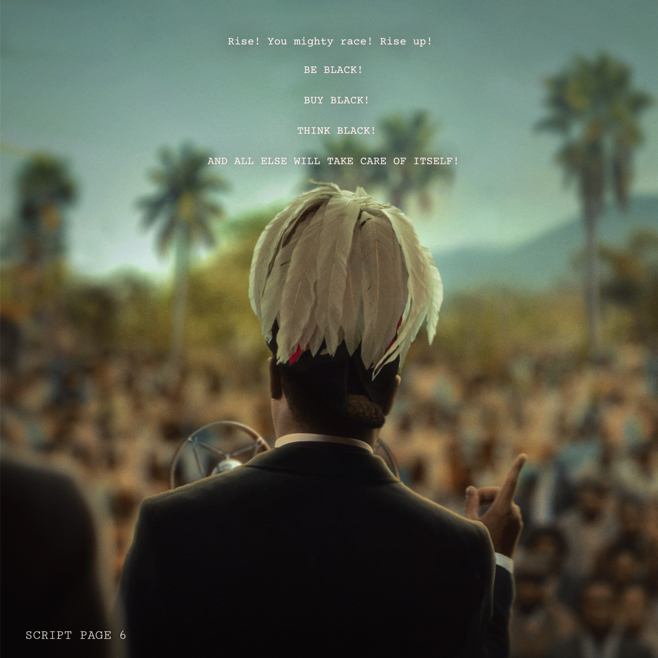 Rise! You mighty race! Rise up!
BE BLACK!
BUY BLACK!
THINK BLACK!
AND ALL ELSE WILL TAKE CARE OF ITSELF!
SCRIPT PAGE 6